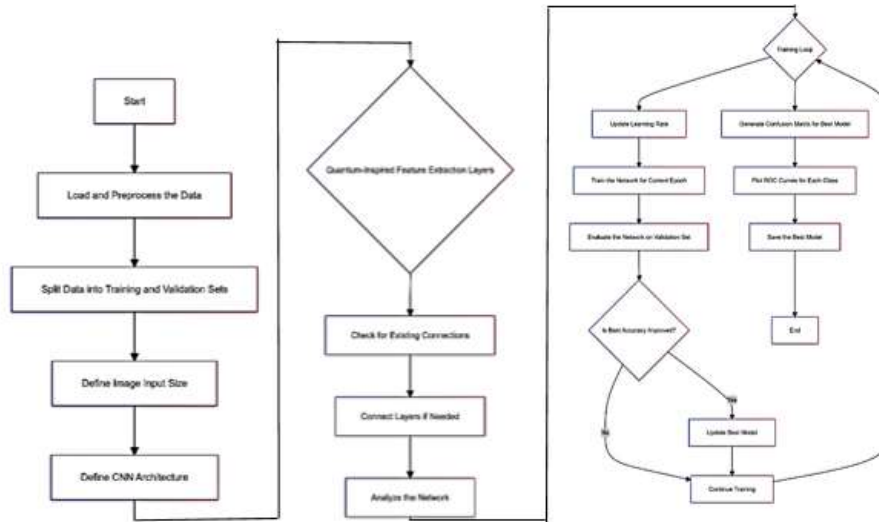 Start
Load and Preprocess the Data
Split Data into Training and Validation Sets
Define Image Input Size
Define CNN Architecture
Quantum-Inspired Feature Extraction Layers
Check for Existing Connections
Connect Layers if Needed
Analyze the Network
Training Loop
Update Learning Rate
Train the Network for Current Epoch
Evaluate the Network on Validation Set
Is Best Accuracy Improved?
No
Yes
Update Best Model
Continue Training
Generate Confusion Matrix for Best Model
Plot ROC Curves for Each Class
Save the Best Model
End